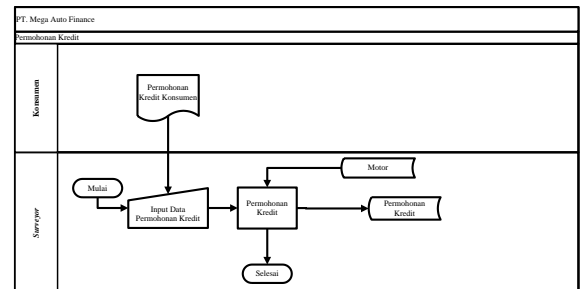 PT. Mega Auto Finance
Permohonan Kredit
Konsumen
Permohonan
Kredit Konsumen
Surveyor
Mulai
Input Data
Permohonan Kredit
Permohonan
Kredit
Motor
Permohonan
Kredit
Selesai